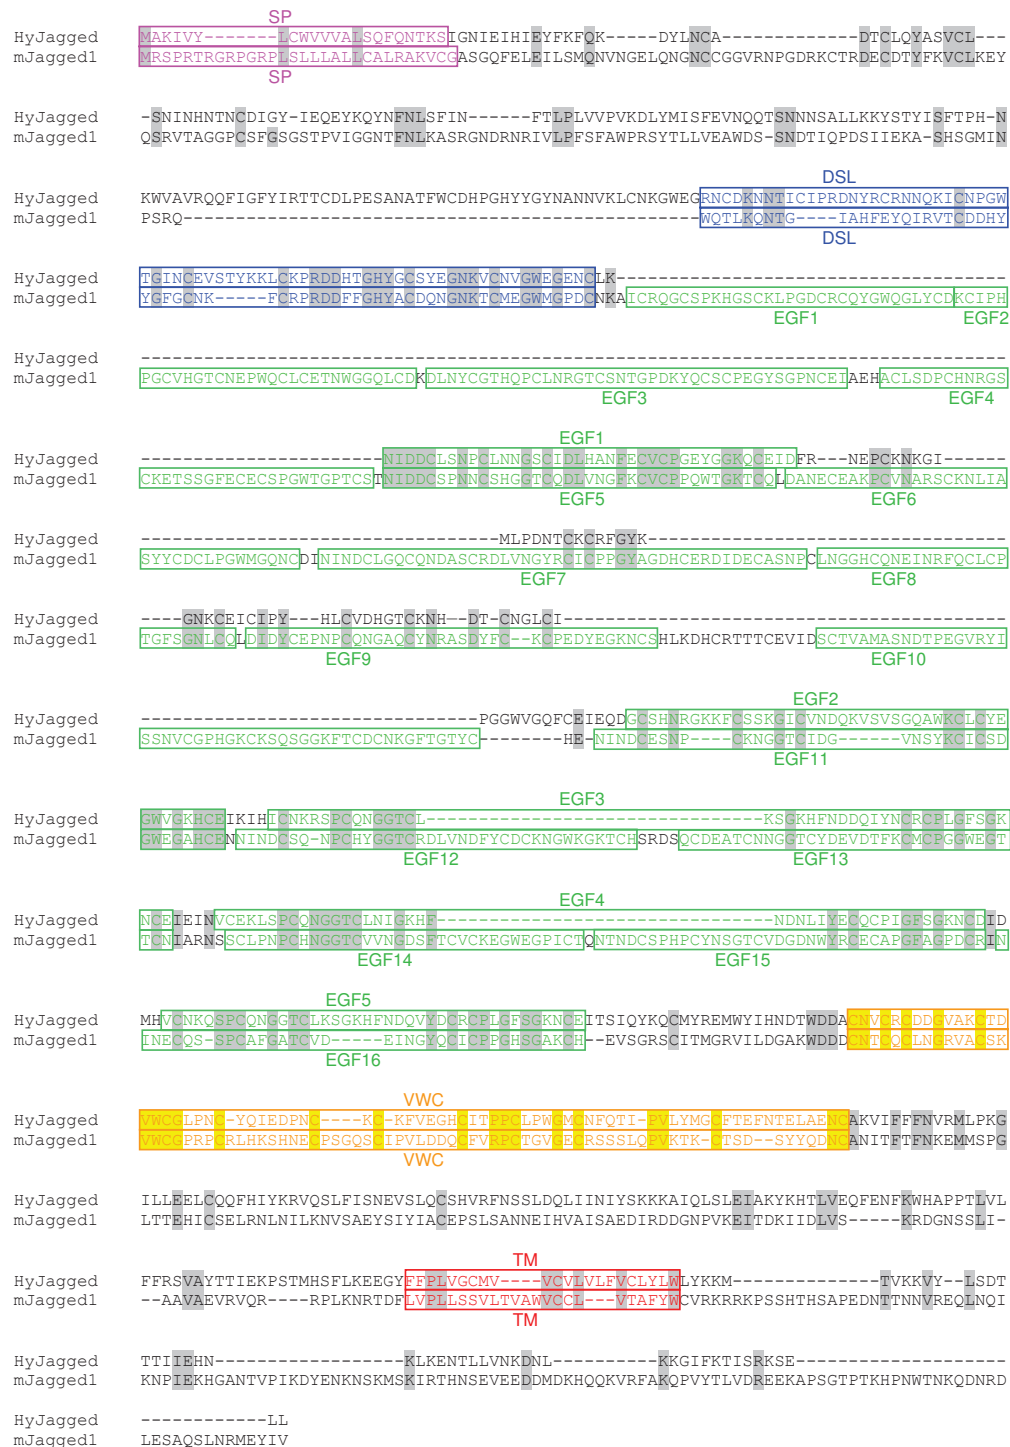 SP
HyJagged MAKIVY-------LCWVVVALSQFQNTKSIGNIEIHIEYFKFQK-----DYLNCA-------------DTCLQYASVCL---
mJagged1 MRSPRTRGRPGRPLSLLLALLCALRAKVCGASGQFELEILSMQNVNGELQNGNCCGGVRNPGDRKCTRDECDTYFKVCLKEY
SP
HyJagged -SNINHNTNCDIGY-IEQEYKQYNFNLSFIN------FTLPLVVPVKDLYMISFEVNQQTSNNNSALLKKYSTYISFTPH-N
mJagged1 QSRVTAGGPCSFGSGSTPVIGGNTFNLKASRGNDRNRIVLPFSFAWPRSYTLLVEAWDS-SNDTIQPDSIIEKA-SHSGMIN
DSL
HyJagged KWVAVRQQFIGFYIRTTCDLPESANATFWCDHPGHYYGYNANNVKLCNKGWEGRNCDKNNTICIPRDNYRCRNNQKICNPGW
mJagged1 PSRQ-------------------------------------------------WQTLKQNTG----IAHFEYQIRVTCDDHY
DSL
HyJagged TGINCEVSTYKKLCKPRDDHTGHYGCSYEGNKVCNVGWEGENCLK-------------------------------------
mJagged1 YGFGCNK-----FCRPRDDFFGHYACDQNGNKTCMEGWMGPDCNKAICRQGCSPKHGSCKLPGDCRCQYGWQGLYCDKCIPH
EGF1 EGF2
HyJagged ----------------------------------------------------------------------------------
mJagged1 PGCVHGTCNEPWQCLCETNWGGQLCDKDLNYCGTHQPCLNRGTCSNTGPDKYQCSCPEGYSGPNCEIAEHACLSDPCHNRGS
EGF3 EGF4
EGF1
HyJagged -----------------------NIDDCLSNPCLNNGSCIDLHANFECVCPGEYGGKQCEIDFR---NEPCKNKGI------
mJagged1 CKETSSGFECECSPGWTGPTCSTNIDDCSPNNCSHGGTCQDLVNGFKCVCPPQWTGKTCQLDANECEAKPCVNARSCKNLIA
EGF5 EGF6
HyJagged ----------------------------------MLPDNTCKCRFGYK----------------------------------
mJagged1 SYYCDCLPGWMGQNCDININDCLGQCQNDASCRDLVNGYRCICPPGYAGDHCERDIDECASNPCLNGGHCQNEINRFQCLCP
EGF7 EGF8
HyJagged ----GNKCEICIPY---HLCVDHGTCKNH---DT-CNGLCI------------------------------------------
mJagged1 TGFSGNLCQLDIDYCEPNPCQNGAQCYNRASDYFC--KCPEDYEGKNCSHLKDHCRTTTCEVIDSCTVAMASNDTPEGVRYI
EGF9 EGF10
EGF2
HyJagged --------------------------------PGGWVGQFCEIEQDGCSHNRGKKFCSSKGICVNDQKVSVSGQAWKCLCYE
mJagged1 SSNVCGPHGKCKSQSGGKFTCDCNKGFTGTYC--------HE-NINDCESNP----CKNGGTCIDG------VNSYKCICSD
EGF11
EGF3
HyJagged GWVGKHCEIKIHICNKRSPCQNGGTCL--------------------------------KSGKHFNDDQIYNCRCPLGFSGK
mJagged1 GWEGAHCENNINDCSQ-NPCHYGGTCRDLVNDFYCDCKNGWKGKTCHSRDSQCDEATCNNGGTCYDEVDTFKCMCPGGWEGT
EGF12 EGF13
EGF4
HyJagged NCEIEINVCEKLSPCQNGGTCLNIGKHF--------------------------------NDNLIYECQCPIGFSGKNCDID
mJagged1 TCNIARNSSCLPNPCHNGGTCVVNGDSFTCVCKEGWEGPICTQNTNDCSPHPCYNSGTCVDGDNWYRCECAPGFAGPDCRIN
EGF14 EGF15
EGF5
HyJagged MHVCNKQSPCQNGGTCLKSGKHFNDQVYDCRCPLGFSGKNCEITSIQYKQCMYREMWYIHNDTWDDACNVCRCDDGVAKCTD
mJagged1 INECQS-SPCAFGATCVD-----EINGYQCICPPGHSGAKCH--EVSGRSCITMGRVILDGAKWDDDCNTCQCLNGRVACSK
EGF16
VWC
HyJagged VWCGLPNC-YQIEDPNC----KC-KFVEGHCITPPCLPWGMCNFQTI-PVLYMGCFTEFNTELAENCAKVIFFFNVRMLPKG
mJagged1 VWCGPRPCRLHKSHNECPSGQSCIPVLDDQCFVRPCTGVGECRSSSLQPVKTK-CTSD--SYYQDNCANITFTFNKEMMSPG
VWC
HyJagged ILLEELCQQFHIYKRVQSLFISNEVSLQCSHVRFNSSLDQLIINIYSKKKAIQLSLEIAKYKHTLVEQFENFKWHAPPTLVL
mJagged1 LTTEHICSELRNLNILKNVSAEYSIYIACEPSLSANNEIHVAISAEDIRDDGNPVKEITDKIIDLVS-----KRDGNSSLI-
TM
HyJagged FFRSVAYTTIEKPSTMHSFLKEEGYFFPLVGCMV----VCVLVLFVCLYLWLYKKM--------------TVKKVY--LSDT
mJagged1 --AAVAEVRVQR----RPLKNRTDFLVPLLSSVLTVAWVCCL---VTAFYWCVRKRRKPSSHTHSAPEDNTTNNVREQLNQI
TM
HyJagged TTIIEHN------------------KLKENTLLVNKDNL----------KKGIFKTISRKSE--------------------
mJagged1 KNPIEKHGANTVPIKDYENKNSKMSKIRTHNSEVEEDDMDKHQQKVRFAKQPVYTLVDREEKAPSGTPTKHPNWTNKQDNRD
HyJagged ------------LL
mJagged1 LESAQSLNRMEYIV